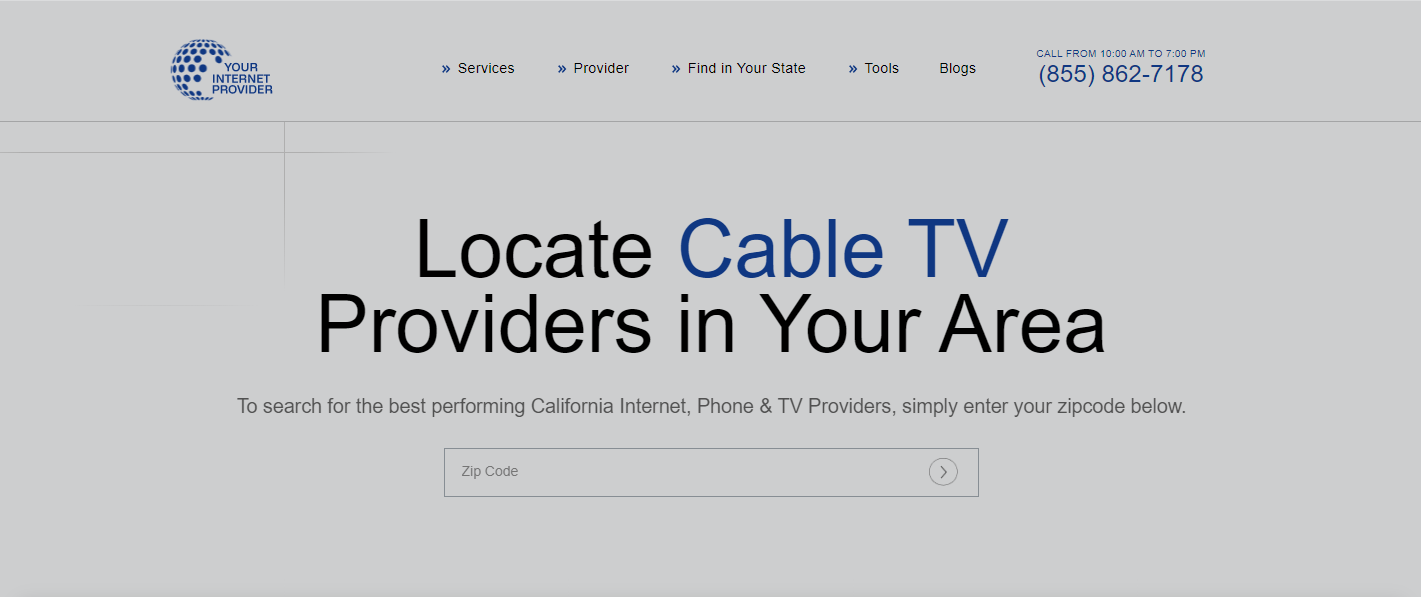 YOUR
INTERNET
PROVIDER
» Services
» Provider
» Find in Your State
» Tools
Blogs
CALL FROM 10:00 AM TO 7:00 PM
(855) 862-7178
Locate Cable TV
Providers in Your Area
To search for the best performing California Internet, Phone & TV Providers, simply enter your zipcode below.
Zip Code